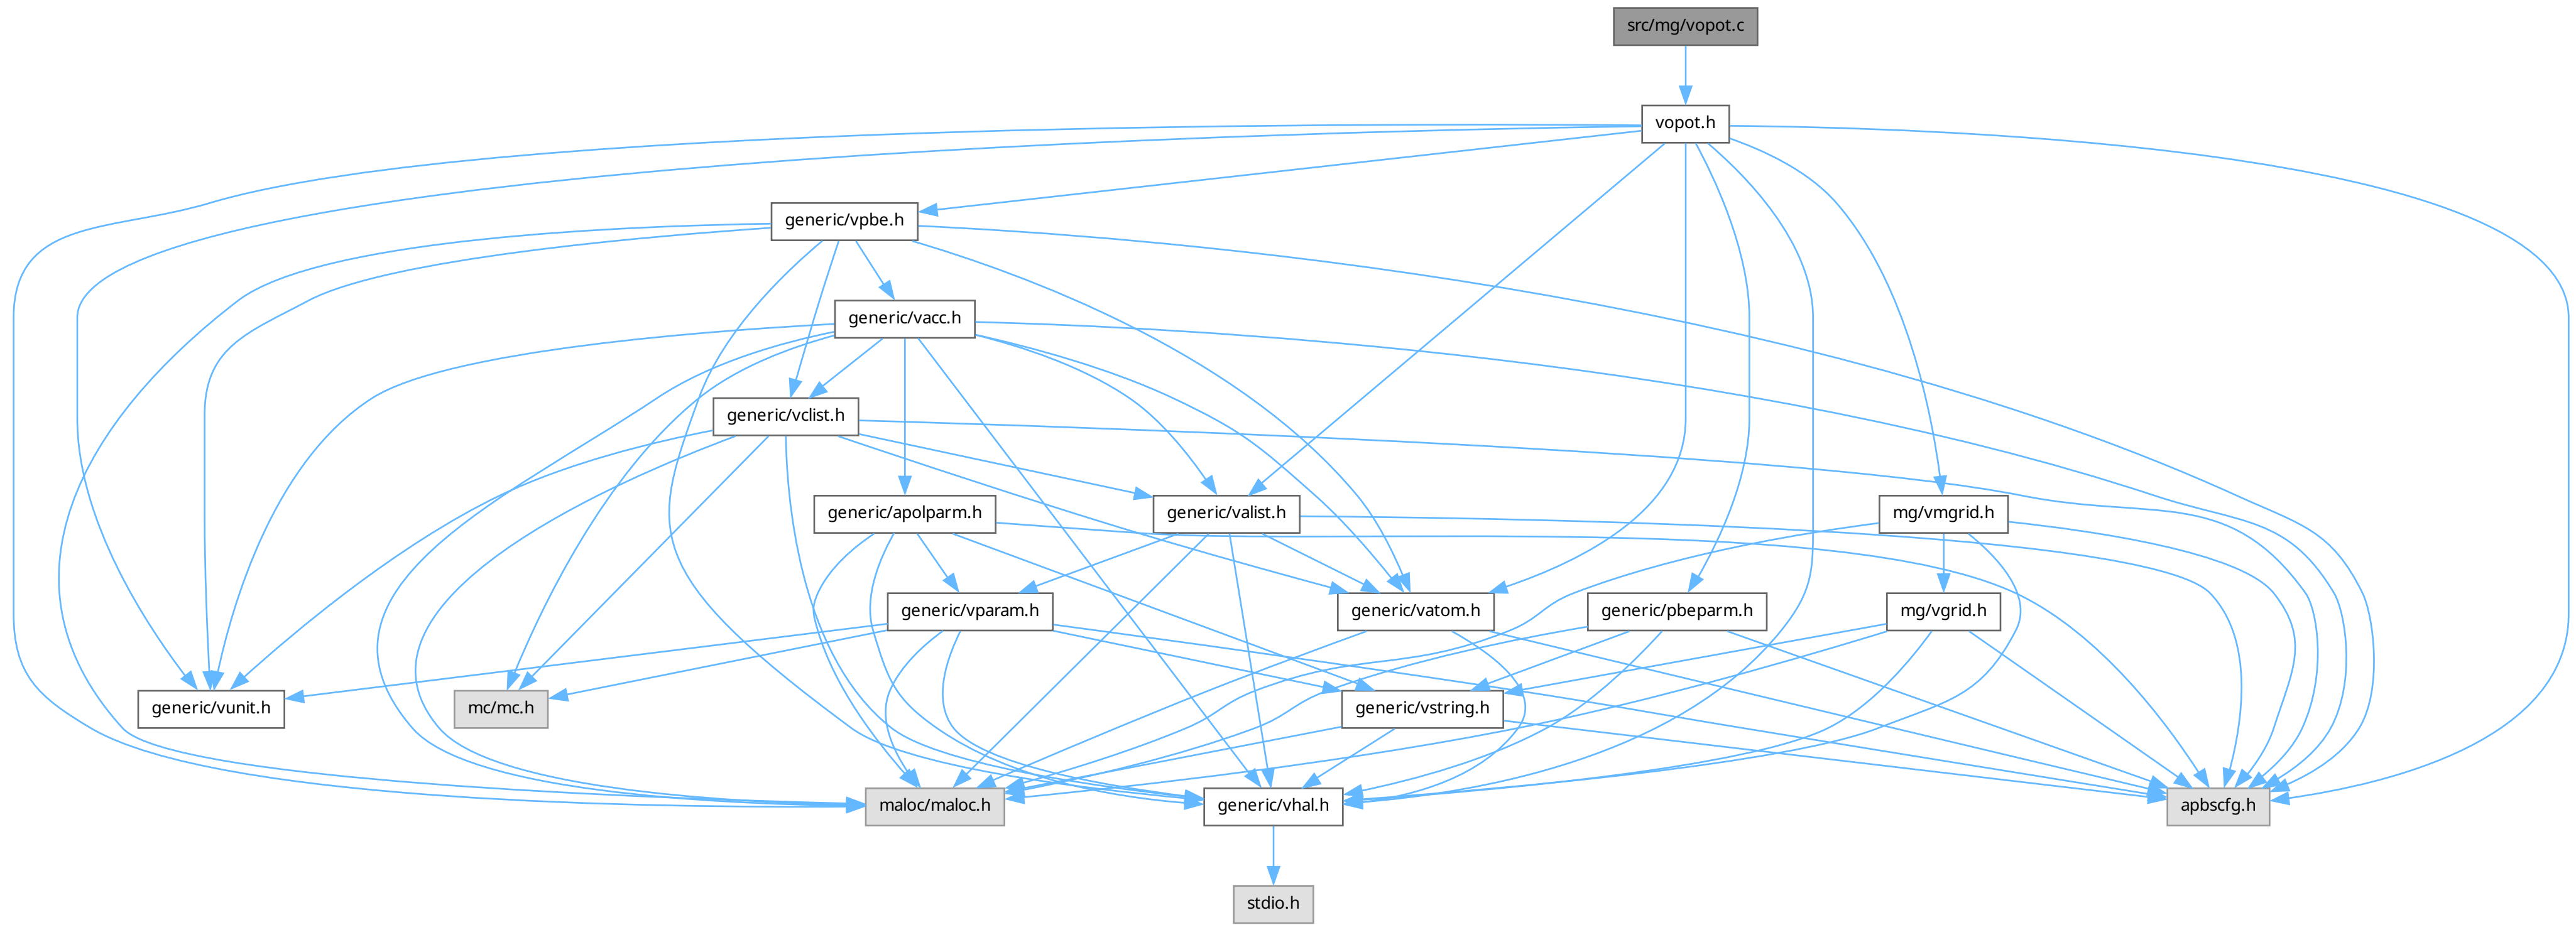 src/mg/vopot.c
vopot.h
generic/vpbe.h
generic/vacc.h
generic/vclist.h
generic/apolparm.h
generic/valist.h
mg/vmgrid.h
generic/vparam.h
generic/vatom.h
generic/pbeparm.h
mg/vgrid.h
generic/vunit.h
mc/mc.h
generic/vstring.h
maloc/maloc.h
generic/vhal.h
apbscfg.h
stdio.h